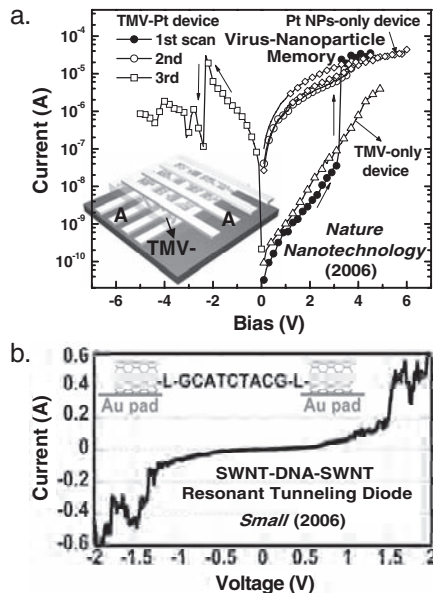 a.
TMV-Pt device
1st scan
2nd
3rd
Virus-Nanoparticle
Memory
Pt NPs-only device
TMV-only
device
A
A
TMV-
Nature
Nanotechnology
(2006)
10⁻⁴
10⁻⁵
10⁻⁶
10⁻⁷
10⁻⁸
10⁻⁹
10⁻¹⁰
Current (A)
-6 -4 -2 0 2 4 6
Bias (V)
b.
0.6
0.4
0.2
0
-0.2
-0.4
-0.6
Current (A)
-L-GCATCTACG-L-
Au pad
Au pad
SWNT-DNA-SWNT
Resonant Tunneling Diode
Small (2006)
-2 -1.5 -1 -0.5 0 0.5 1 1.5 2
Voltage (V)